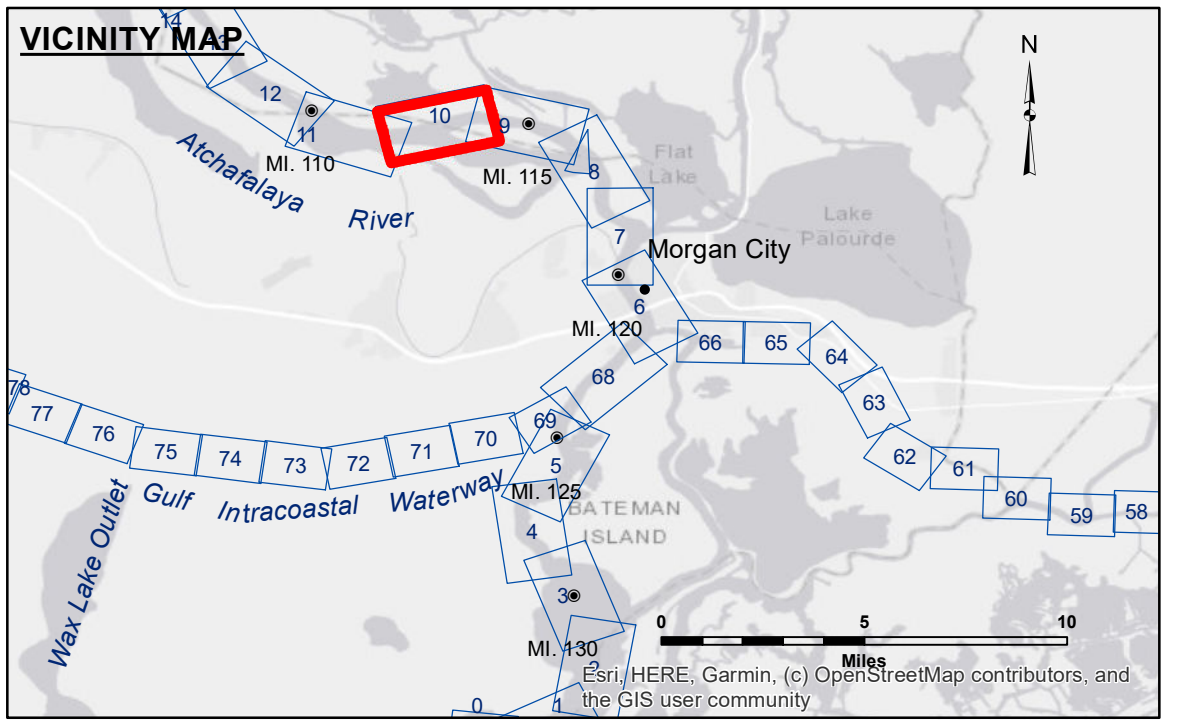 VICINITY MAP
14
13
N
12
11
10
9
8
MI. 110
MI. 115
Atchafalaya River
Flat
Lake
Lake
Palourde
7
Morgan City
6
MI. 120
66
65
64
63
62
61
60
59
58
68
69
70
71
72
73
74
75
76
77
78
5
MI. 125
Gulf Intracoastal Waterway
Wax Lake Outlet
BATEMAN
ISLAND
4
3
MI. 130
2
1
0
0 5 10
Miles
Esri, HERE, Garmin, (c) OpenStreetMap contributors, and
the GIS user community